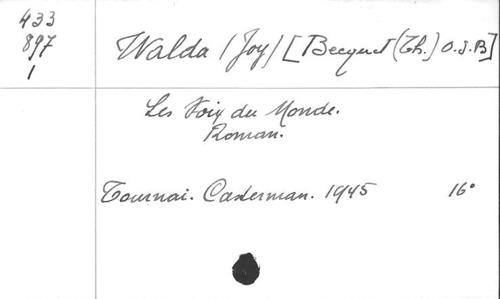 433
897
1
Walda /Joy/ [Becquet (Th.) O.S.B]
Les Voix du Monde.
Roman.
Tournai. Casterman. 1945 16°